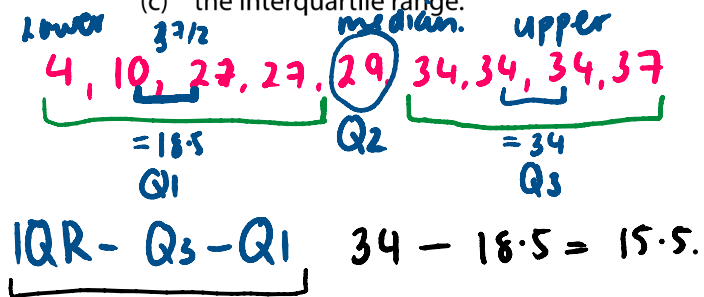 (c) the interquartile range.
Lower 37/2 median. upper
4, 10, 27, 27, 29, 34, 34, 34, 37
= 18.5 Q2 = 34
Q1 Q3
IQR - Q3 - Q1 34 - 18.5 = 15.5.